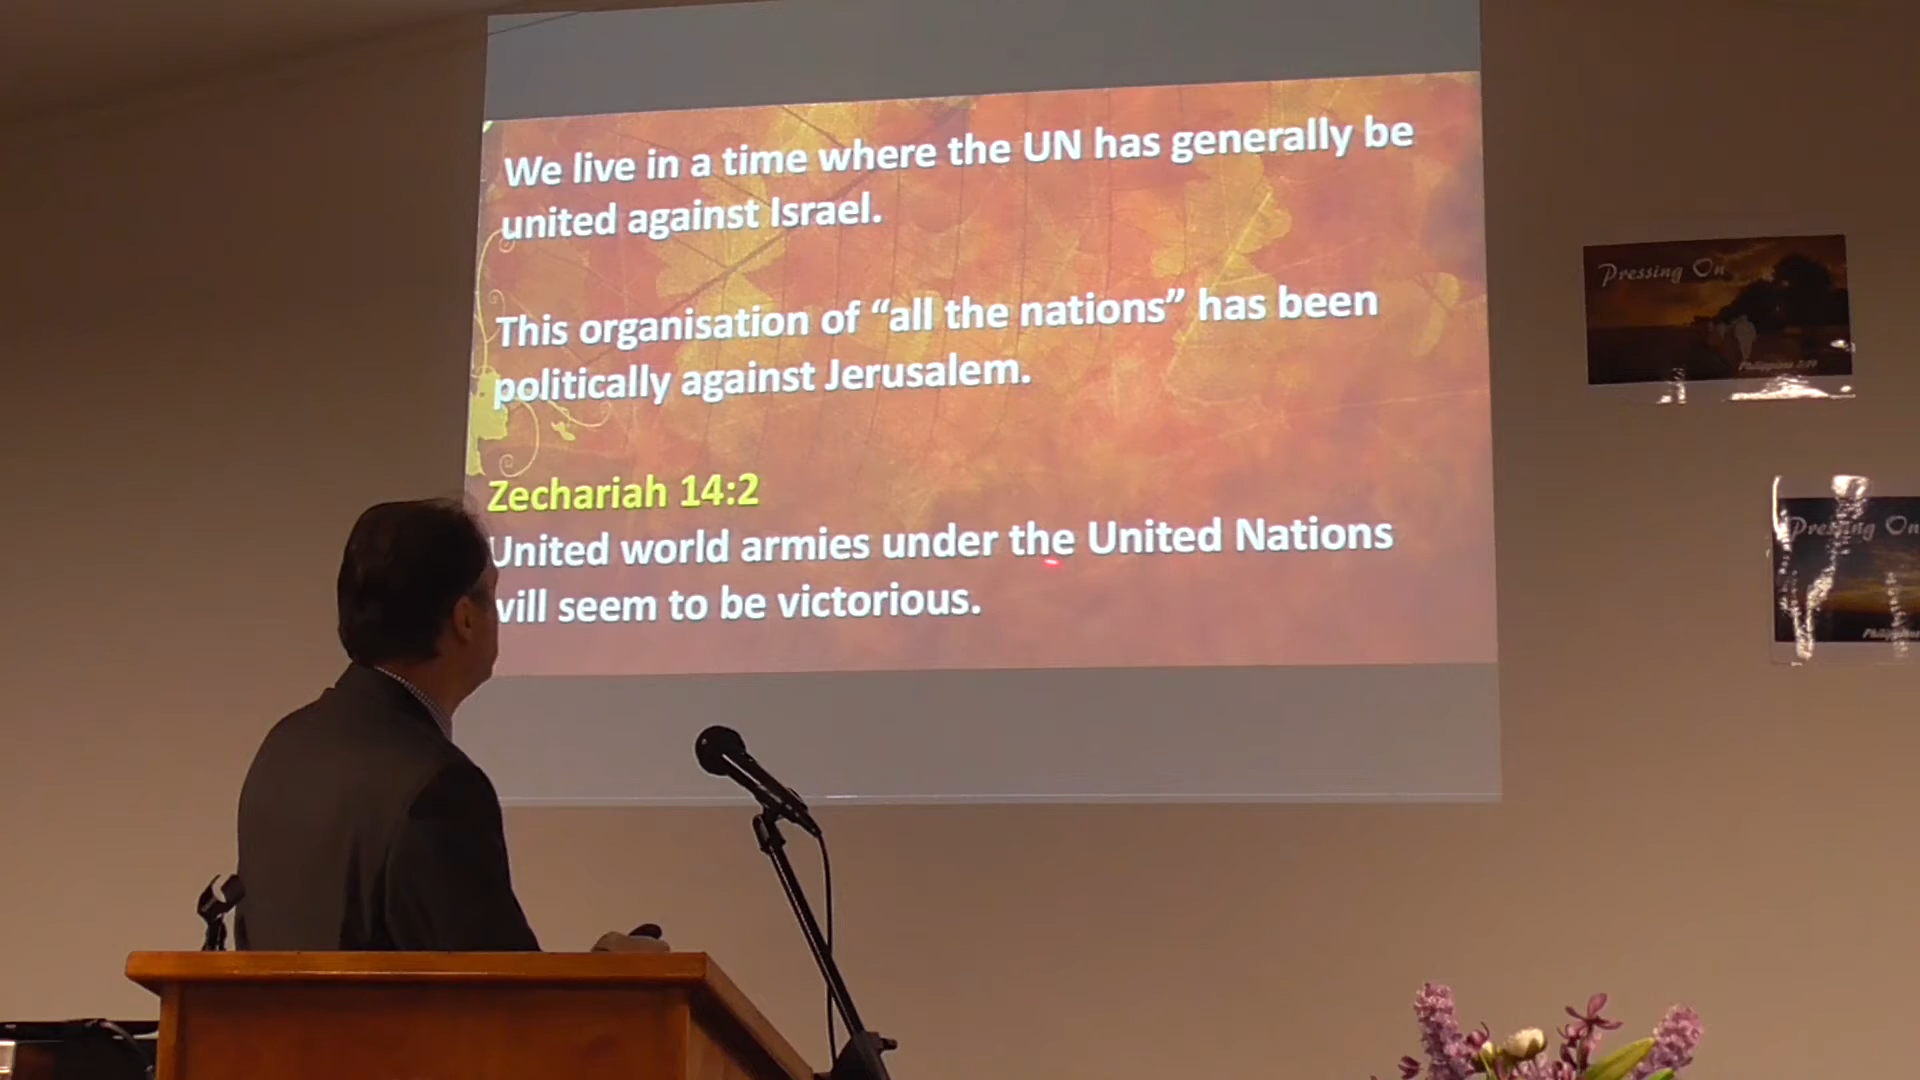 We live in a time where the UN has generally be
united against Israel.
This organisation of “all the nations” has been
politically against Jerusalem.
Zechariah 14:2
United world armies under the United Nations
will seem to be victorious.
Pressing On
Pressing On